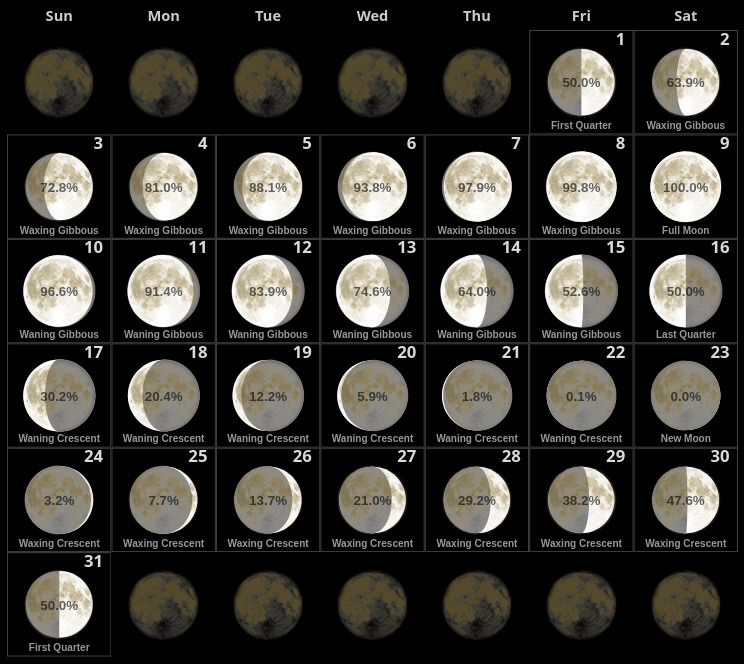 Sun Mon Tue Wed Thu Fri Sat
1 2
50.0% 63.9%
First Quarter Waxing Gibbous
3 4 5 6 7 8 9
72.8% 81.0% 88.1% 93.8% 97.9% 99.8% 100.0%
Waxing Gibbous Waxing Gibbous Waxing Gibbous Waxing Gibbous Waxing Gibbous Waxing Gibbous Full Moon
10 11 12 13 14 15 16
96.6% 91.4% 83.9% 74.6% 64.0% 52.6% 50.0%
Waning Gibbous Waning Gibbous Waning Gibbous Waning Gibbous Waning Gibbous Waning Gibbous Last Quarter
17 18 19 20 21 22 23
30.2% 20.4% 12.2% 5.9% 1.8% 0.1% 0.0%
Waning Crescent Waning Crescent Waning Crescent Waning Crescent Waning Crescent Waning Crescent New Moon
24 25 26 27 28 29 30
3.2% 7.7% 13.7% 21.0% 29.2% 38.2% 47.6%
Waxing Crescent Waxing Crescent Waxing Crescent Waxing Crescent Waxing Crescent Waxing Crescent Waxing Crescent
31
50.0%
First Quarter